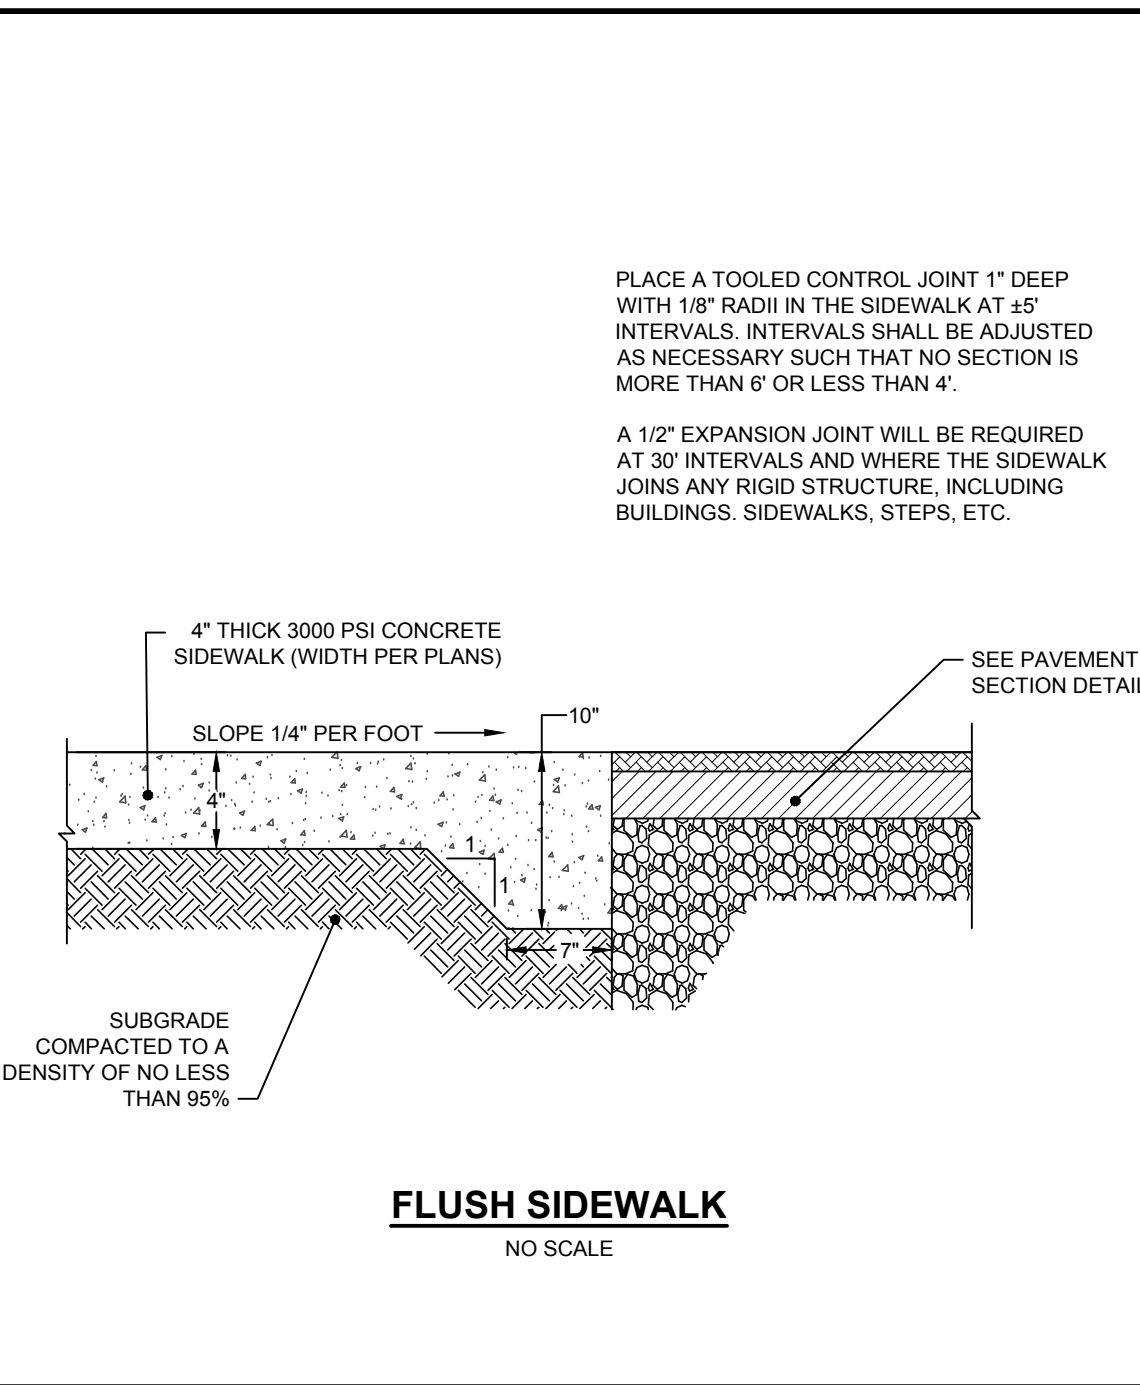 PLACE A TOOLED CONTROL JOINT 1" DEEP
WITH 1/8" RADII IN THE SIDEWALK AT ±5'
INTERVALS. INTERVALS SHALL BE ADJUSTED
AS NECESSARY SUCH THAT NO SECTION IS
MORE THAN 6' OR LESS THAN 4'.
A 1/2" EXPANSION JOINT WILL BE REQUIRED
AT 30' INTERVALS AND WHERE THE SIDEWALK
JOINS ANY RIGID STRUCTURE, INCLUDING
BUILDINGS. SIDEWALKS, STEPS, ETC.
4" THICK 3000 PSI CONCRETE
SIDEWALK (WIDTH PER PLANS)
SEE PAVEMENT
SECTION DETAIL
10"
SLOPE 1/4" PER FOOT
4"
1
1
7"
SUBGRADE
COMPACTED TO A
DENSITY OF NO LESS
THAN 95%
FLUSH SIDEWALK
NO SCALE